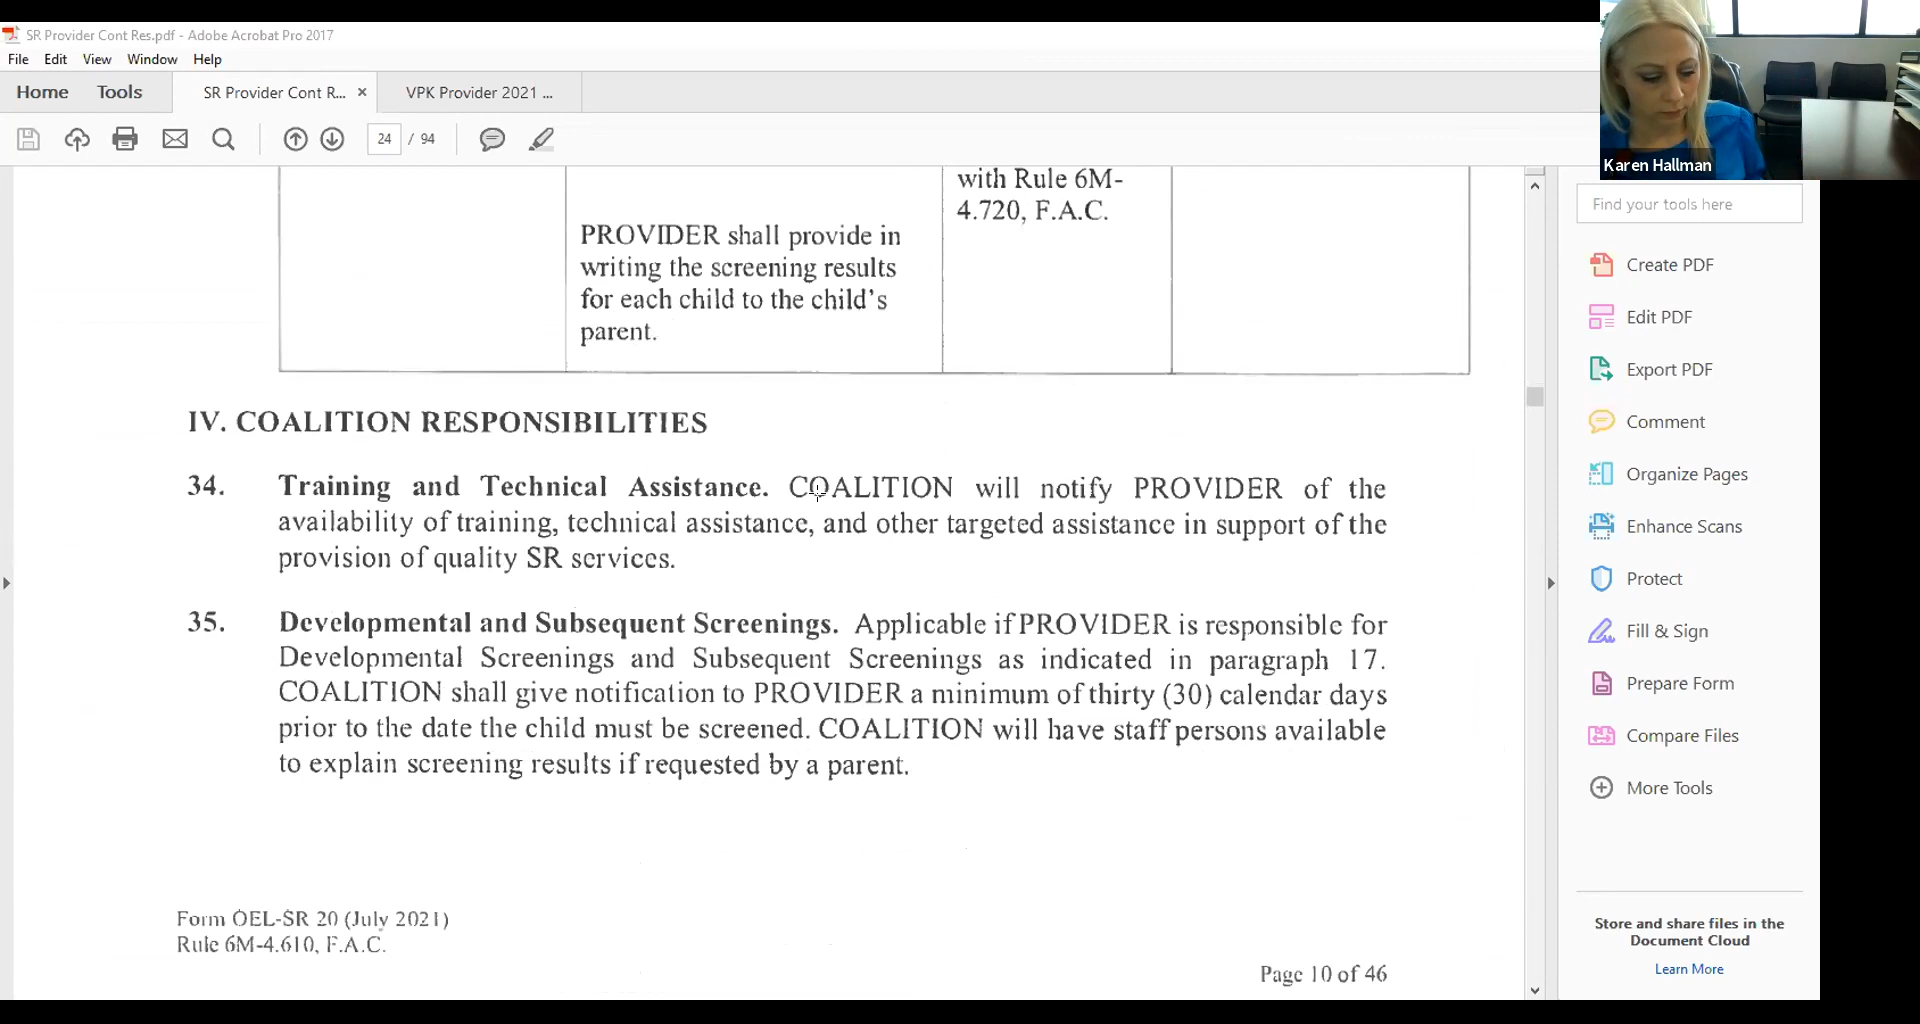 SR Provider Cont Res.pdf - Adobe Acrobat Pro 2017
File Edit View Window Help
Home Tools SR Provider Cont R... × VPK Provider 2021 ...
24 / 94
Karen Hallman
with Rule 6M-
4.720, F.A.C.
PROVIDER shall provide in
writing the screening results
for each child to the child's
parent.
IV. COALITION RESPONSIBILITIES
34. Training and Technical Assistance. COALITION will notify PROVIDER of the
availability of training, technical assistance, and other targeted assistance in support of the
provision of quality SR services.
35. Developmental and Subsequent Screenings. Applicable if PROVIDER is responsible for
Developmental Screenings and Subsequent Screenings as indicated in paragraph 17.
COALITION shall give notification to PROVIDER a minimum of thirty (30) calendar days
prior to the date the child must be screened. COALITION will have staff persons available
to explain screening results if requested by a parent.
Form OEL-SR 20 (July 2021)
Rule 6M-4.610, F.A.C.
Page 10 of 46
Find your tools here
Create PDF
Edit PDF
Export PDF
Comment
Organize Pages
Enhance Scans
Protect
Fill & Sign
Prepare Form
Compare Files
More Tools
Store and share files in the
Document Cloud
Learn More